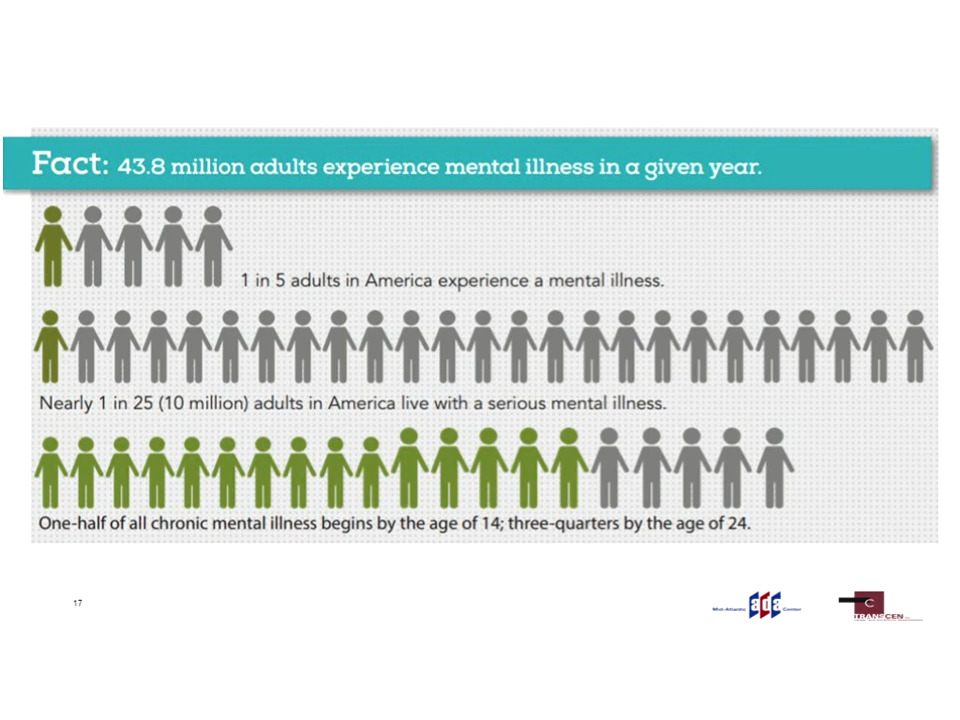 Fact: 43.8 million adults experience mental illness in a given year.
1 in 5 adults in America experience a mental illness.
Nearly 1 in 25 (10 million) adults in America live with a serious mental illness.
One-half of all chronic mental illness begins by the age of 14; three-quarters by the age of 24.
17
Mid-Atlantic ada Center
C
TRANSCEN